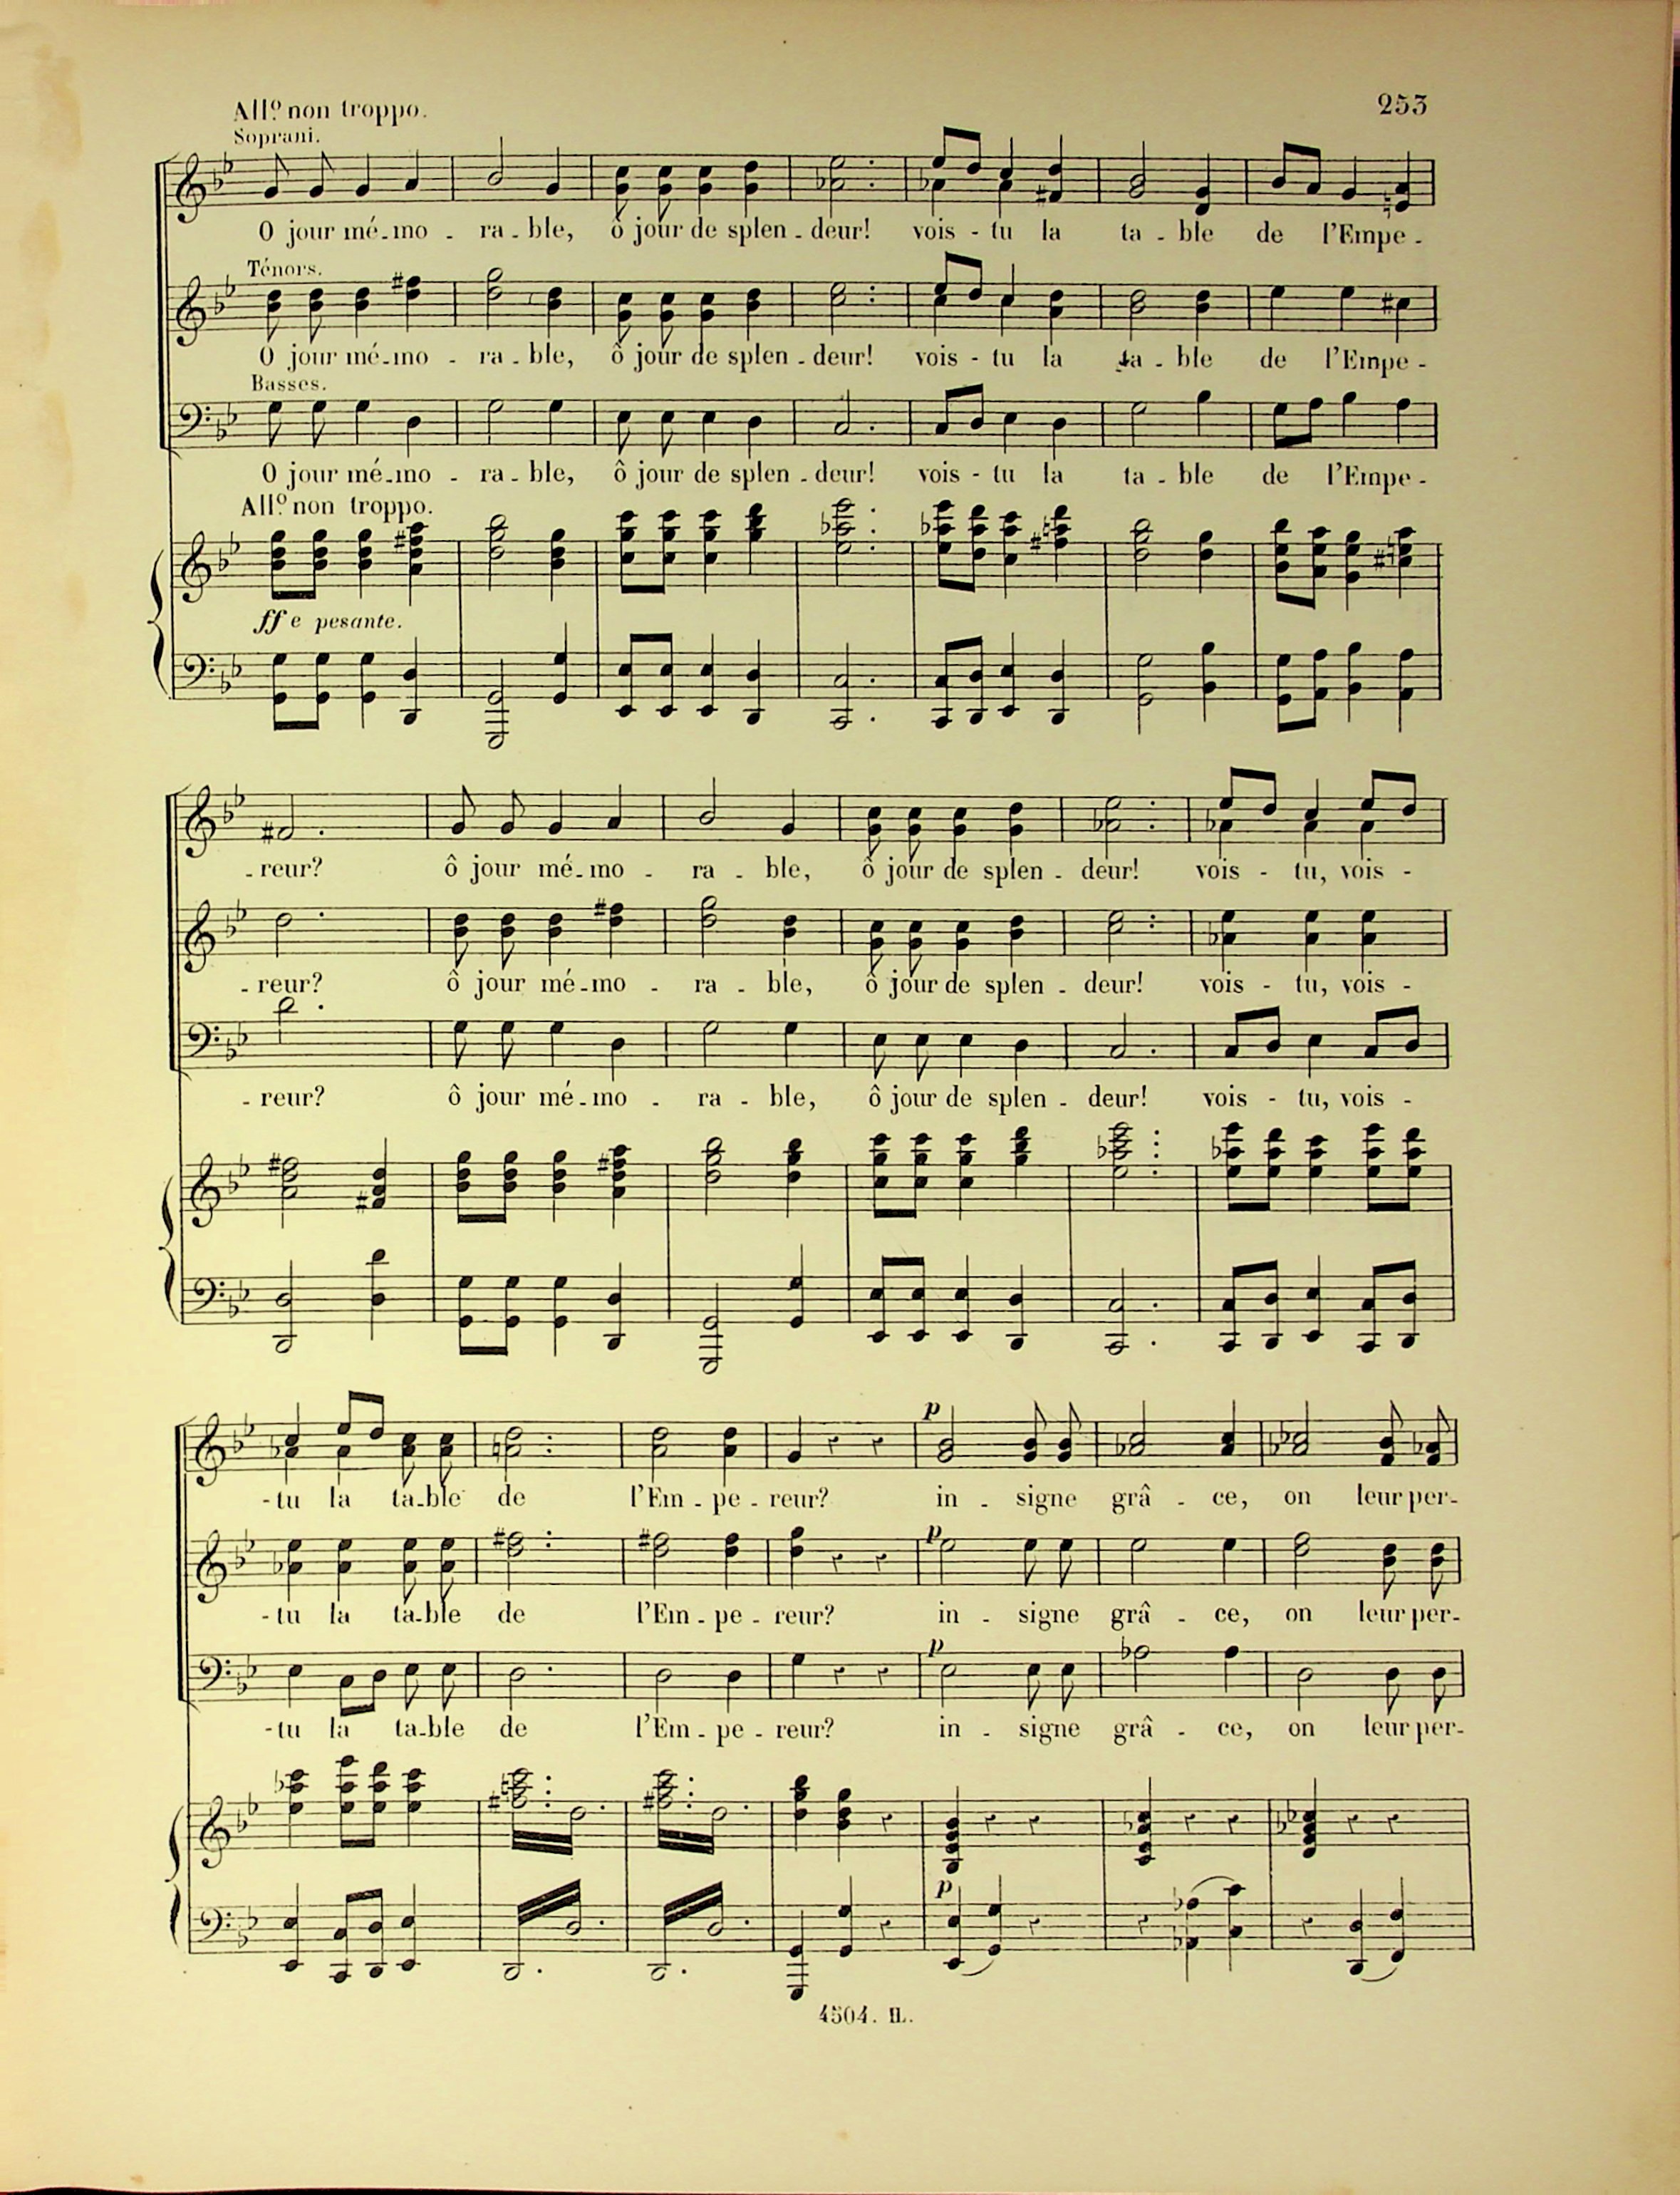 253
All.º non troppo.
Soprani.
O jour mé-mo - ra - ble, ô jour de splen - deur! vois - tu la ta - ble de l'Empe -
Ténors.
O jour mé-mo - ra - ble, ô jour de splen - deur! vois - tu la ta - ble de l'Empe -
Basses.
O jour mé-mo - ra - ble, ô jour de splen - deur! vois - tu la ta - ble de l'Empe -
All.º non troppo.
ff e pesante.
- reur? ô jour mé-mo - ra - ble, ô jour de splen - deur! vois - tu, vois -
- reur? ô jour mé-mo - ra - ble, ô jour de splen - deur! vois - tu, vois -
- reur? ô jour mé-mo - ra - ble, ô jour de splen - deur! vois - tu, vois -
p
- tu la ta-ble de l'Em - pe - reur? in - signe grâ - ce, on leur per-
p
- tu la ta-ble de l'Em - pe - reur? in - signe grâ - ce, on leur per-
p
- tu la ta-ble de l'Em - pe - reur? in - signe grâ - ce, on leur per-
p
4504. H.